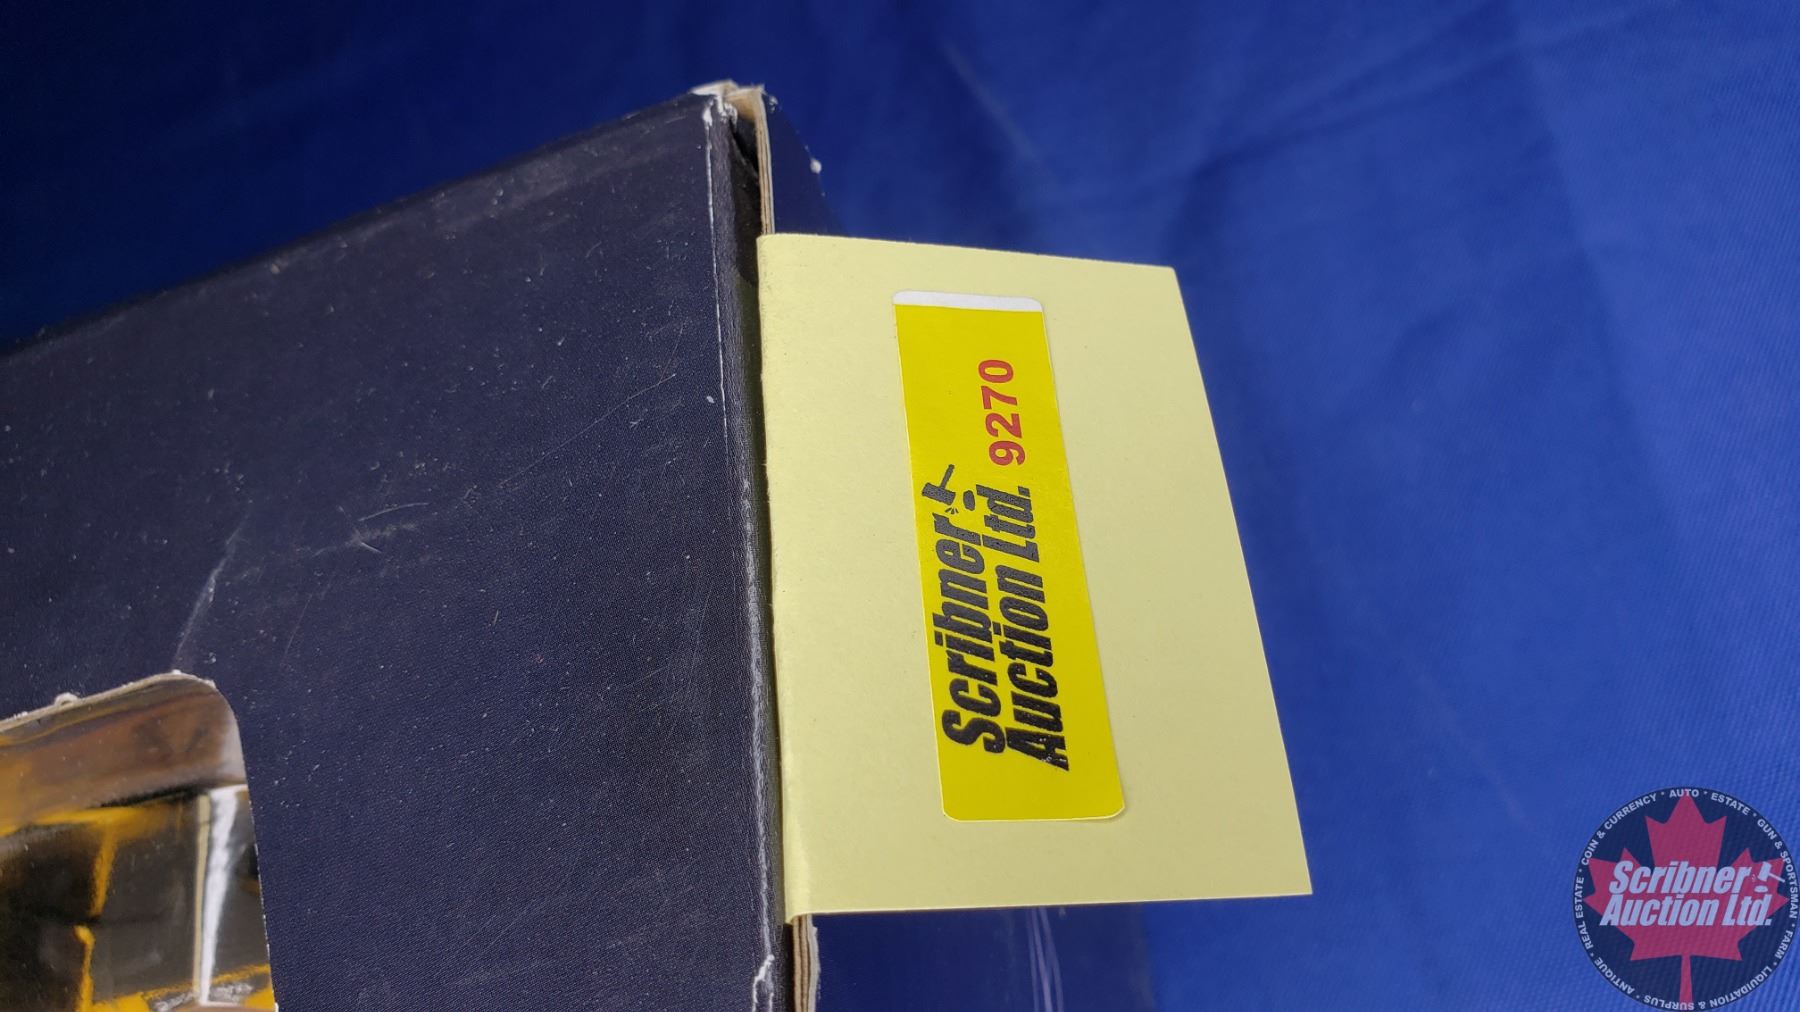 Scribner
Auction Ltd. 9270
REAL ESTATE * COIN & CURRENCY * AUTO * ESTATE * GUN & SPORTSMAN * FARM * LIQUIDATION & SURPLUS * ANTIQUE *
Scribner
Auction Ltd.